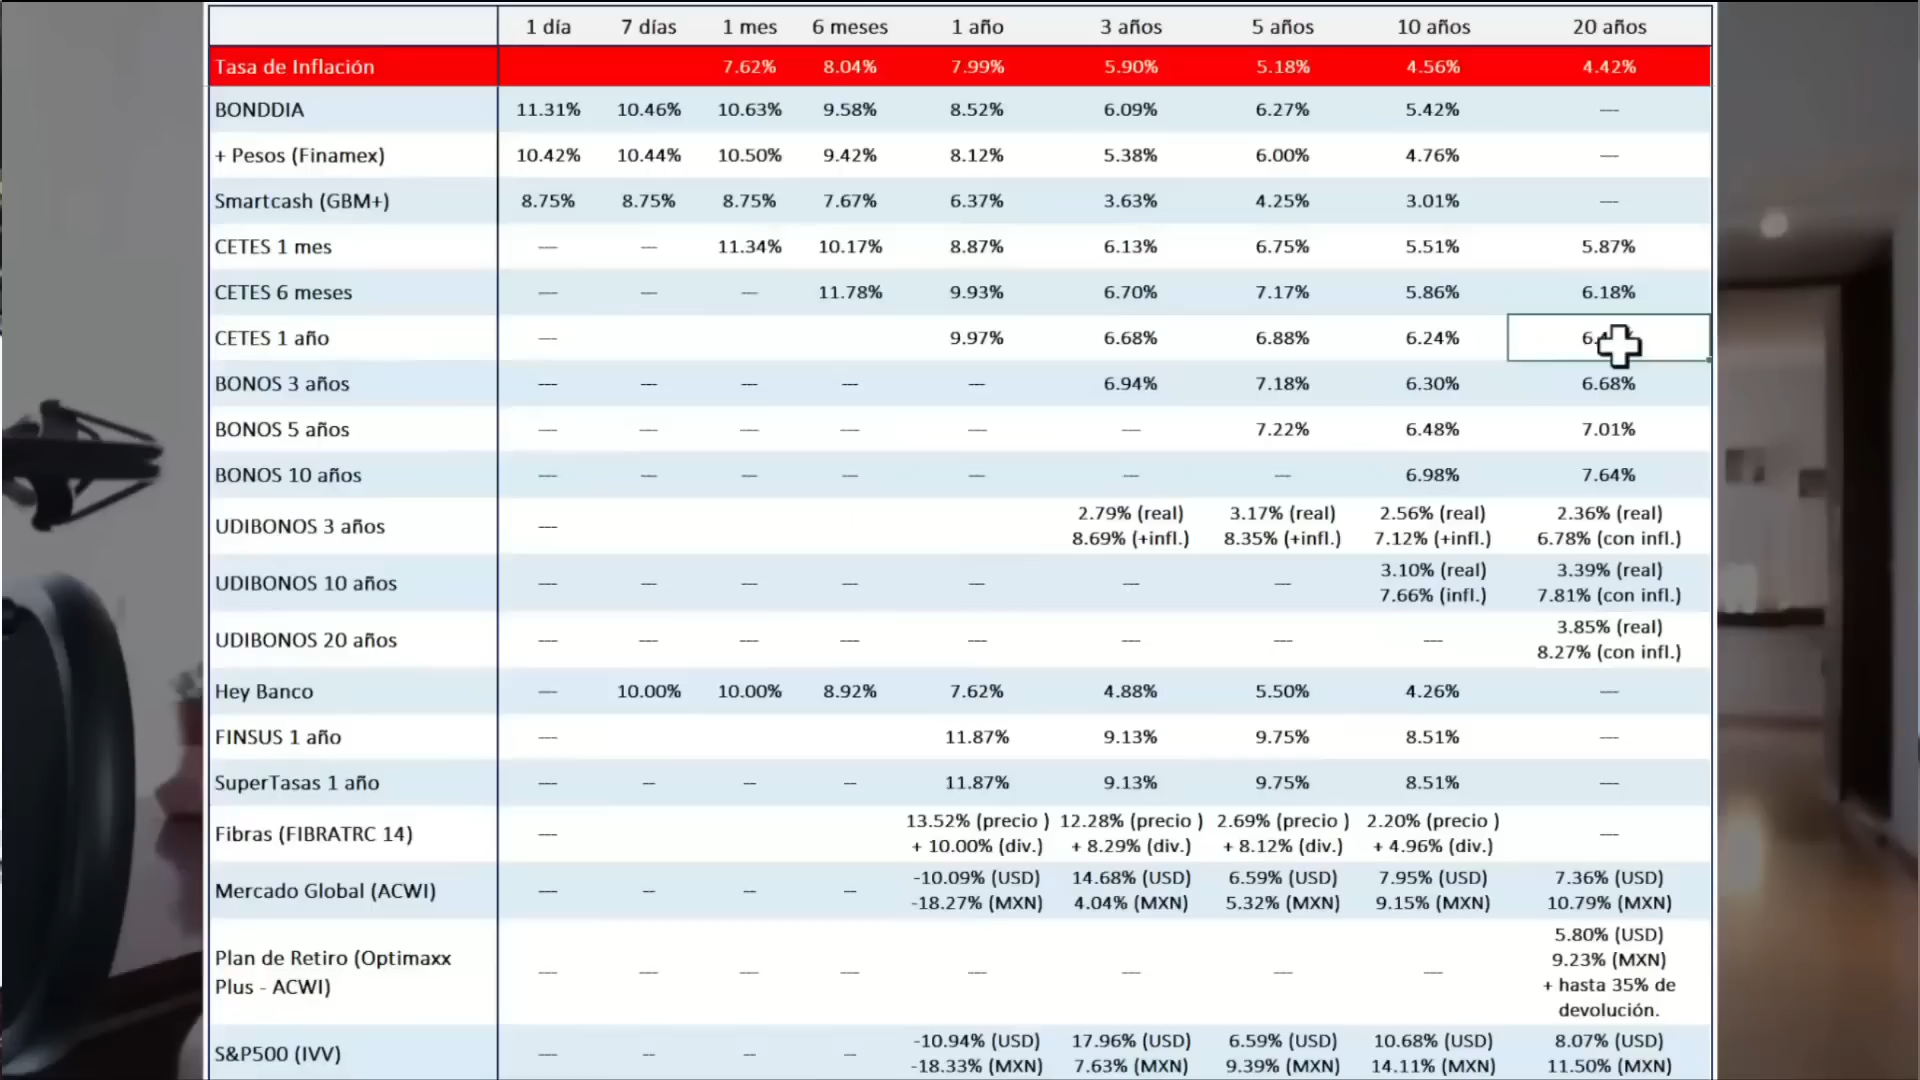 1 día 7 días 1 mes 6 meses 1 año 3 años 5 años 10 años 20 años
Tasa de Inflación 7.62% 8.04% 7.99% 5.90% 5.18% 4.56% 4.42%
BONDDIA 11.31% 10.46% 10.63% 9.58% 8.52% 6.09% 6.27% 5.42% ---
+ Pesos (Finamex) 10.42% 10.44% 10.50% 9.42% 8.12% 5.38% 6.00% 4.76% ---
Smartcash (GBM+) 8.75% 8.75% 8.75% 7.67% 6.37% 3.63% 4.25% 3.01% ---
CETES 1 mes --- --- 11.34% 10.17% 8.87% 6.13% 6.75% 5.51% 5.87%
CETES 6 meses --- --- --- 11.78% 9.93% 6.70% 7.17% 5.86% 6.18%
CETES 1 año --- 9.97% 6.68% 6.88% 6.24%
BONOS 3 años --- --- --- --- --- 6.94% 7.18% 6.30% 6.68%
BONOS 5 años --- --- --- --- --- --- 7.22% 6.48% 7.01%
BONOS 10 años --- --- --- --- --- --- --- 6.98% 7.64%
UDIBONOS 3 años --- 2.79% (real) 3.17% (real) 2.56% (real) 2.36% (real)
8.69% (+infl.) 8.35% (+infl.) 7.12% (+infl.) 6.78% (con infl.)
UDIBONOS 10 años --- --- --- --- --- --- --- 3.10% (real) 3.39% (real)
7.66% (infl.) 7.81% (con infl.)
UDIBONOS 20 años --- --- --- --- --- --- --- --- 3.85% (real)
8.27% (con infl.)
Hey Banco --- 10.00% 10.00% 8.92% 7.62% 4.88% 5.50% 4.26% ---
FINSUS 1 año --- 11.87% 9.13% 9.75% 8.51% ---
SuperTasas 1 año --- -- -- -- 11.87% 9.13% 9.75% 8.51% ---
Fibras (FIBRATRC 14) --- 13.52% (precio ) 12.28% (precio ) 2.69% (precio ) 2.20% (precio ) ---
+ 10.00% (div.) + 8.29% (div.) + 8.12% (div.) + 4.96% (div.)
Mercado Global (ACWI) --- -- -- -- -10.09% (USD) 14.68% (USD) 6.59% (USD) 7.95% (USD) 7.36% (USD)
-18.27% (MXN) 4.04% (MXN) 5.32% (MXN) 9.15% (MXN) 10.79% (MXN)
Plan de Retiro (Optimaxx Plus - ACWI) --- --- --- --- --- --- --- --- 5.80% (USD)
9.23% (MXN)
+ hasta 35% de
devolución.
S&P500 (IVV) --- -- -- -- -10.94% (USD) 17.96% (USD) 6.59% (USD) 10.68% (USD) 8.07% (USD)
-18.33% (MXN) 7.63% (MXN) 9.39% (MXN) 14.11% (MXN) 11.50% (MXN)